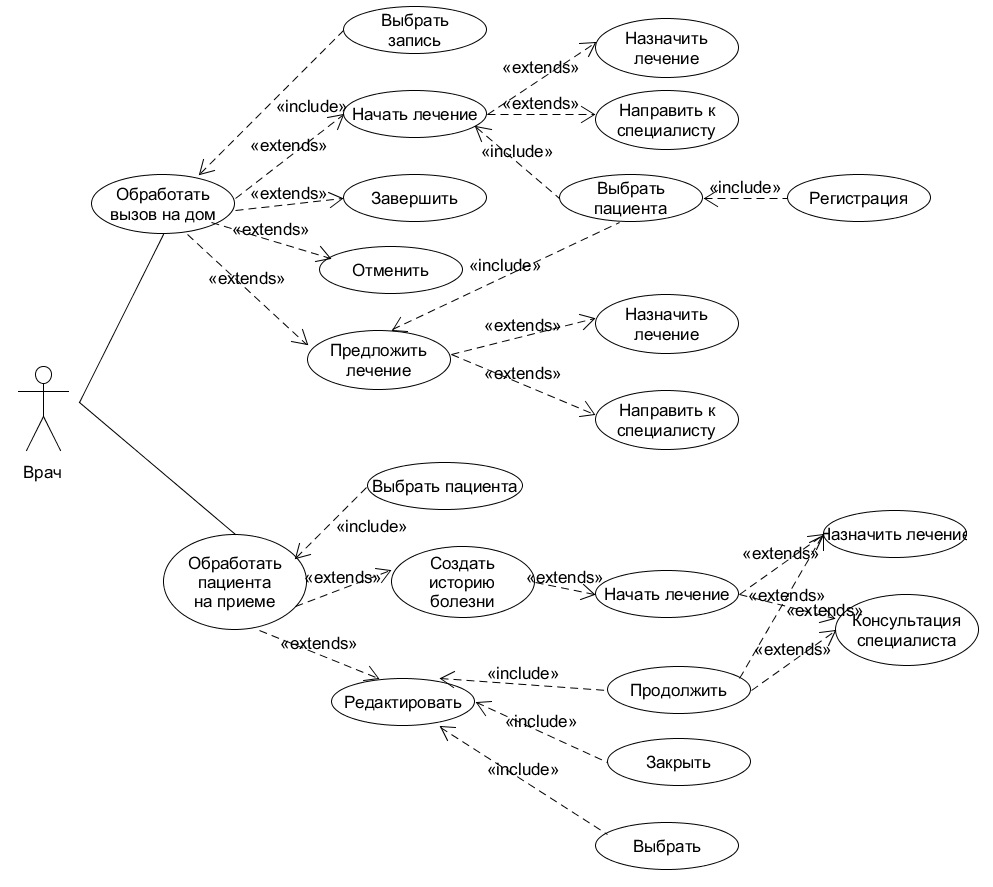 Выбрать
запись
Назначить
лечение
«extends»
«include»
Начать лечение
«extends»
Направить к
специалисту
«extends»
«include»
Обработать
вызов на дом
«extends»
Завершить
Выбрать
пациента
«include»
Регистрация
«extends»
Отменить
«include»
«extends»
Предложить
лечение
«extends»
Назначить
лечение
«extends»
Направить к
специалисту
Врач
Выбрать пациента
«include»
Обработать
пациента
на приеме
«extends»
Создать
историю
болезни
«extends»
Начать лечение
«extends»
Назначить лечение
«extends»
«extends»
Консультация
специалиста
«extends»
«extends»
Редактировать
«include»
Продолжить
«include»
Закрыть
«include»
Выбрать